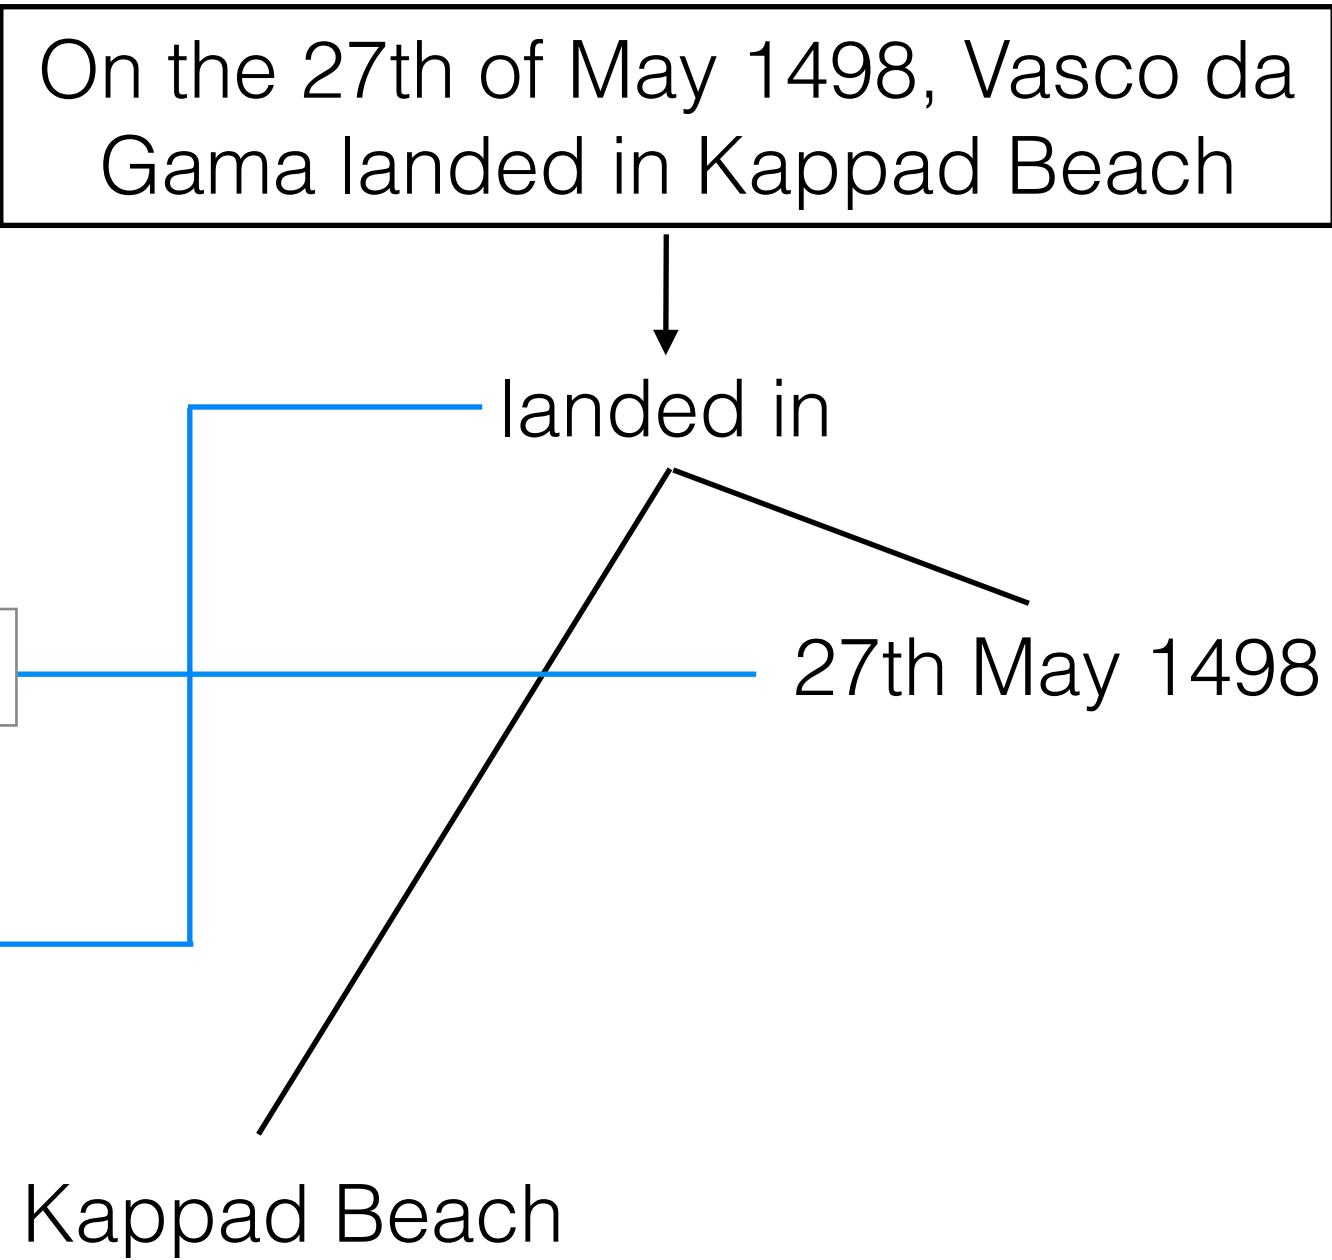 On the 27th of May 1498, Vasco da
Gama landed in Kappad Beach
landed in
27th May 1498
Kappad Beach